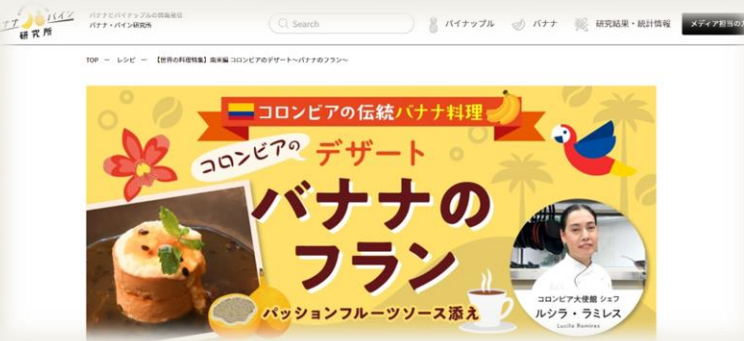 ナナ パイン
研究所
バナナとパイナップルの情報発信
バナナ・パイン研究所
Search
パイナップル
バナナ
研究結果・統計情報
メディア担当の方
TOP − レシピ − 【世界の料理特集】南米編 コロンビアのデザート～バナナのフラン～
コロンビアの伝統バナナ料理
コロンビアの デザート
バナナの
フラン
パッションフルーツソース添え
コロンビア大使館 シェフ
ルシラ・ラミレス
Lucila Ramires